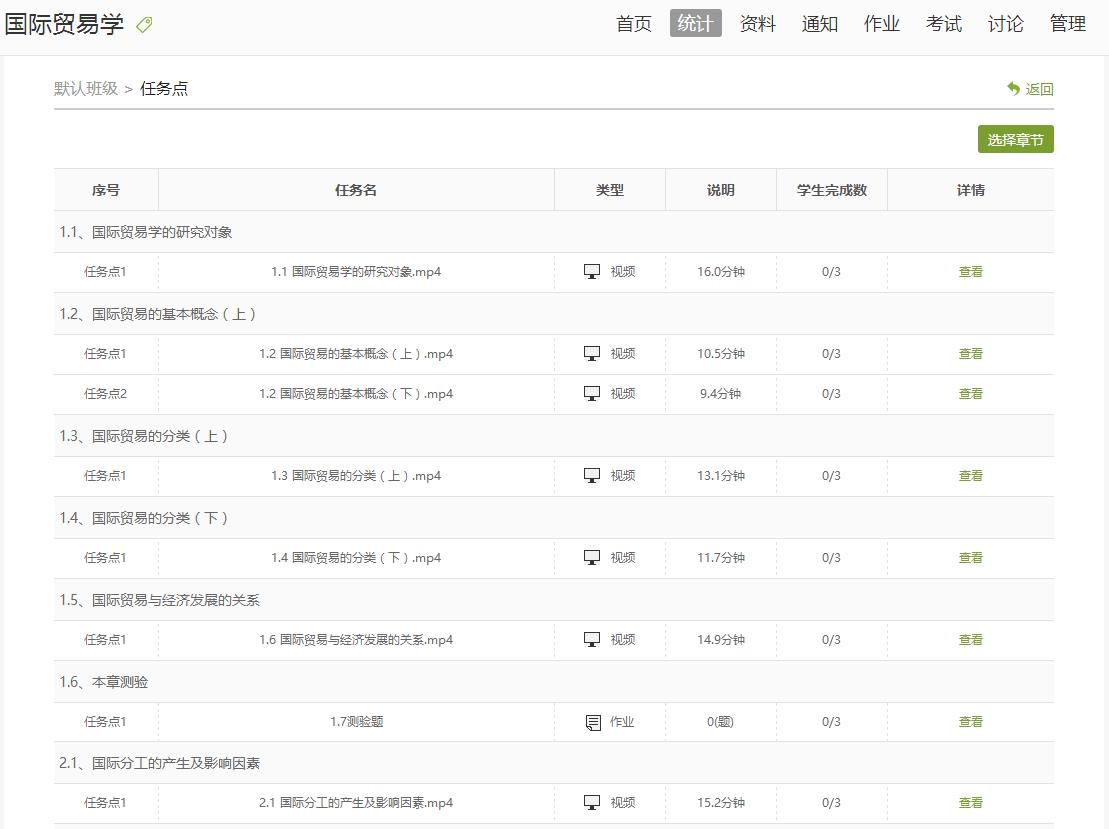 国际贸易学 首页 统计 资料 通知 作业 考试 讨论 管理
默认班级 > 任务点 返回
选择章节
序号 任务名 类型 说明 学生完成数 详情
1.1、国际贸易学的研究对象
任务点1 1.1 国际贸易学的研究对象.mp4 视频 16.0分钟 0/3 查看
1.2、国际贸易的基本概念（上）
任务点1 1.2 国际贸易的基本概念（上）.mp4 视频 10.5分钟 0/3 查看
任务点2 1.2 国际贸易的基本概念（下）.mp4 视频 9.4分钟 0/3 查看
1.3、国际贸易的分类（上）
任务点1 1.3 国际贸易的分类（上）.mp4 视频 13.1分钟 0/3 查看
1.4、国际贸易的分类（下）
任务点1 1.4 国际贸易的分类（下）.mp4 视频 11.7分钟 0/3 查看
1.5、国际贸易与经济发展的关系
任务点1 1.6 国际贸易与经济发展的关系.mp4 视频 14.9分钟 0/3 查看
1.6、本章测验
任务点1 1.7测验题 作业 0(题) 0/3 查看
2.1、国际分工的产生及影响因素
任务点1 2.1 国际分工的产生及影响因素.mp4 视频 15.2分钟 0/3 查看